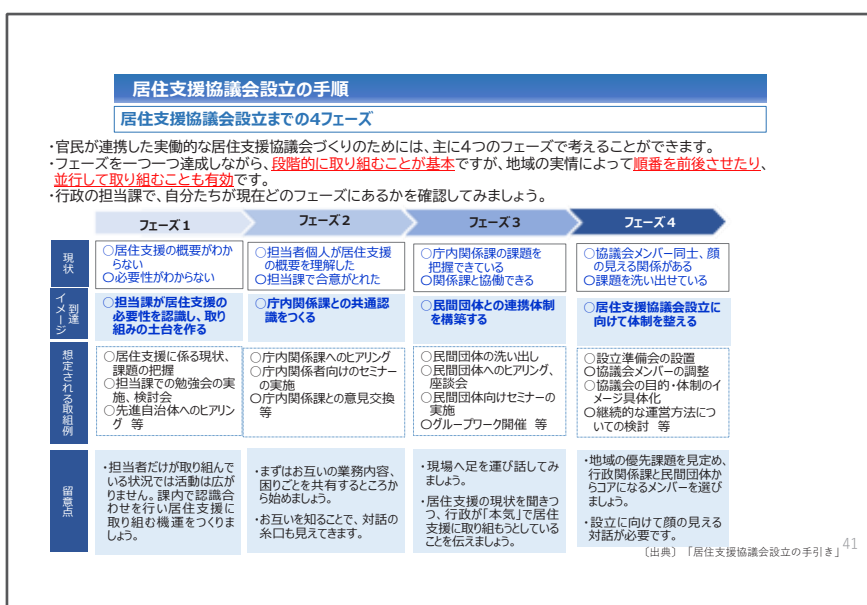 居住支援協議会設立の手順
居住支援協議会設立までの4フェーズ
・官民が連携した実働的な居住支援協議会づくりのためには、主に4つのフェーズで考えることができます。
・フェーズを一つ一つ達成しながら、段階的に取り組むことが基本ですが、地域の実情によって順番を前後させたり、
並行して取り組むことも有効です。
・行政の担当課で、自分たちが現在どのフェーズにあるかを確認してみましょう。
フェーズ1
フェーズ2
フェーズ3
フェーズ4
現状
○居住支援の概要がわか
らない
○必要性がわからない
○担当者個人が居住支援
の概要を理解した
○担当課で合意がとれた
○庁内関係課の課題を
把握できている
○関係課と協働できる
○協議会メンバー同士、顔
の見える関係がある
○課題を洗い出せている
到達
イメージ
○担当課が居住支援の
必要性を認識し、取り
組みの土台を作る
○庁内関係課との共通認
識をつくる
○民間団体との連携体制
を構築する
○居住支援協議会設立に
向けて体制を整える
想定される取組例
○居住支援に係る現状、
課題の把握
○担当課での勉強会の実
施、検討会
○先進自治体へのヒアリン
グ 等
○庁内関係課へのヒアリング
○庁内関係者向けのセミナー
の実施
○庁内関係課との意見交換
等
○民間団体の洗い出し
○民間団体へのヒアリング、
座談会
○民間団体向けセミナーの
実施
○グループワーク開催 等
○設立準備会の設置
○協議会メンバーの調整
○協議会の目的・体制のイ
メージ具体化
○継続的な運営方法につ
いての検討 等
留意点
・担当者だけが取り組んで
いる状況では活動は広が
りません。課内で認識合
わせを行い居住支援に
取り組む機運をつくりま
しょう。
・まずはお互いの業務内容、
困りごとを共有するところか
ら始めましょう。
・お互いを知ることで、対話の
糸口も見えてきます。
・現場へ足を運び話してみ
ましょう。
・居住支援の現状を聞きつ
つ、行政が「本気」で居住
支援に取り組もうとしている
ことを伝えましょう。
・地域の優先課題を見定め、
行政関係課と民間団体か
らコアになるメンバーを選び
ましょう。
・設立に向けて顔の見える
対話が必要です。
〔出典〕「居住支援協議会設立の手引き」
41